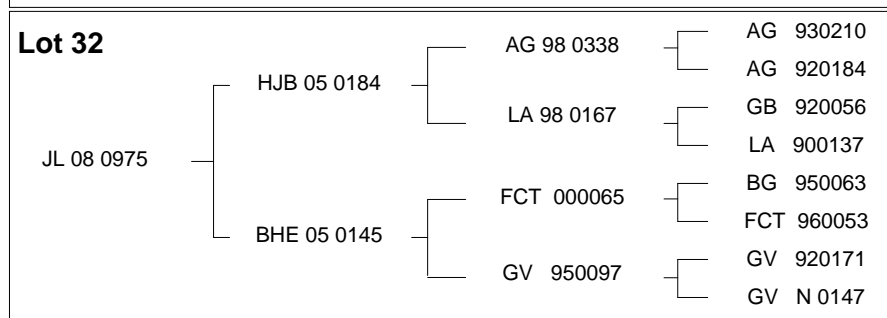 Lot 32
JL 08 0975
HJB 05 0184
BHE 05 0145
AG 98 0338
LA 98 0167
FCT 000065
GV 950097
AG 930210
AG 920184
GB 920056
LA 900137
BG 950063
FCT 960053
GV 920171
GV N 0147